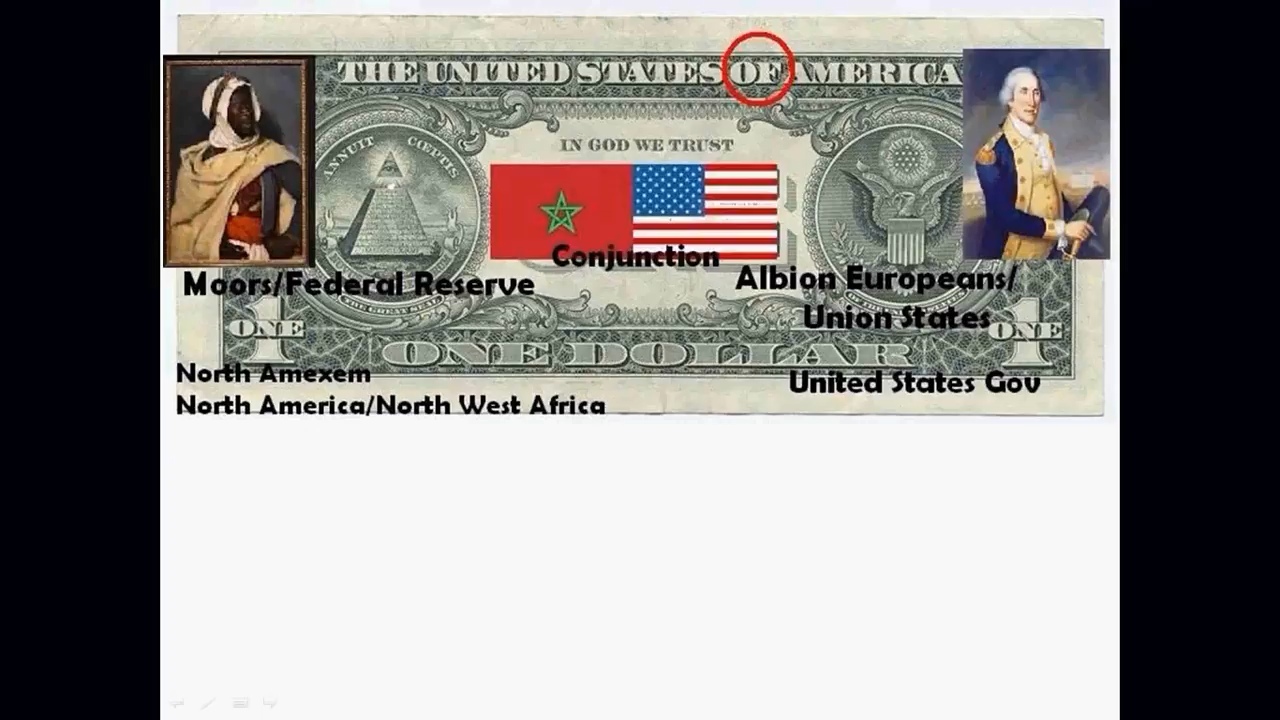 THE UNITED STATES OF AMERICA
ANNUIT CŒPTIS
IN GOD WE TRUST
Conjunction
Moors/Federal Reserve
Albion Europeans/
Union States
ONE
ONE
ONE DOLLAR
North Amexem
United States Gov
North America/North West Africa